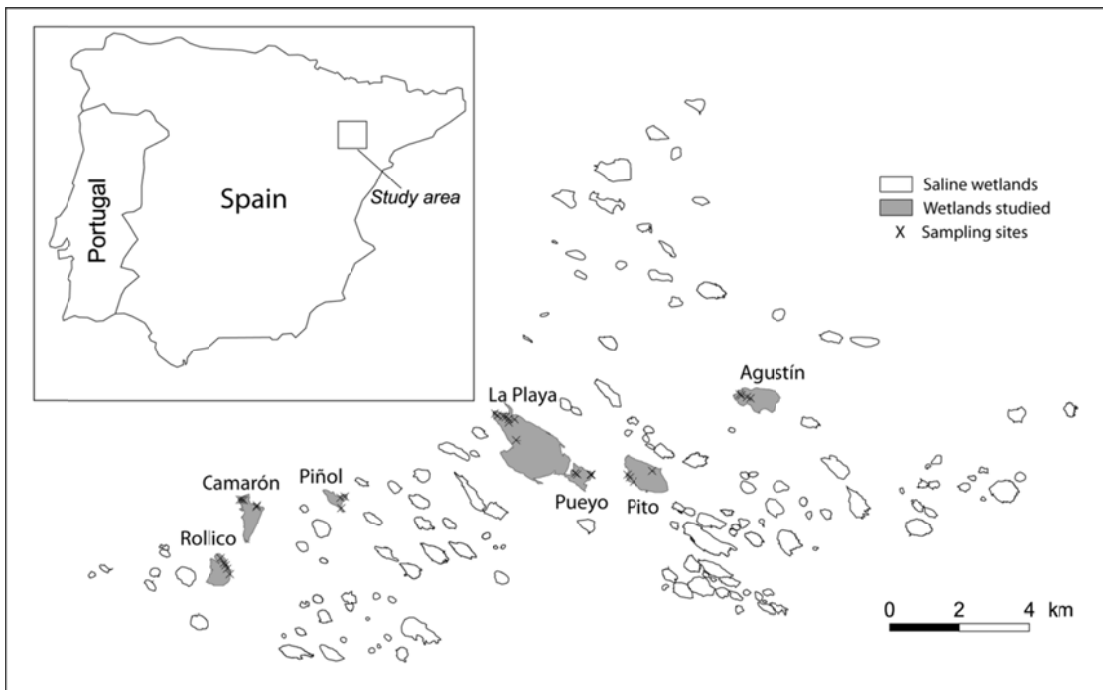 Portugal
Spain
Study area
Saline wetlands
Wetlands studied
X Sampling sites
Agustín
La Playa
Camarón
Piñol
Pueyo
Pito
Rollico
0 2 4 km